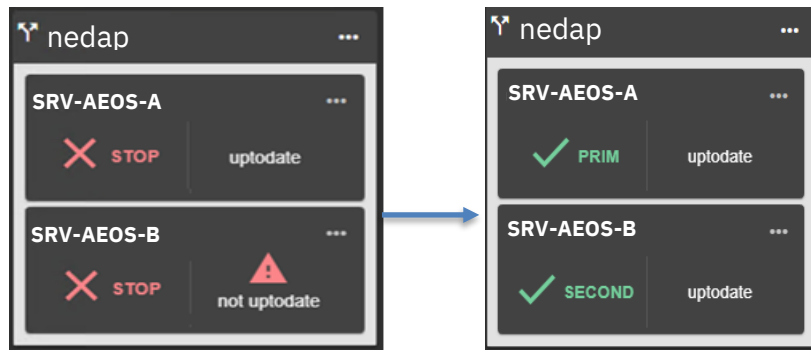 nedap
SRV-AEOS-A
STOP
uptodate
SRV-AEOS-B
STOP
not uptodate
nedap
SRV-AEOS-A
PRIM
uptodate
SRV-AEOS-B
SECOND
uptodate